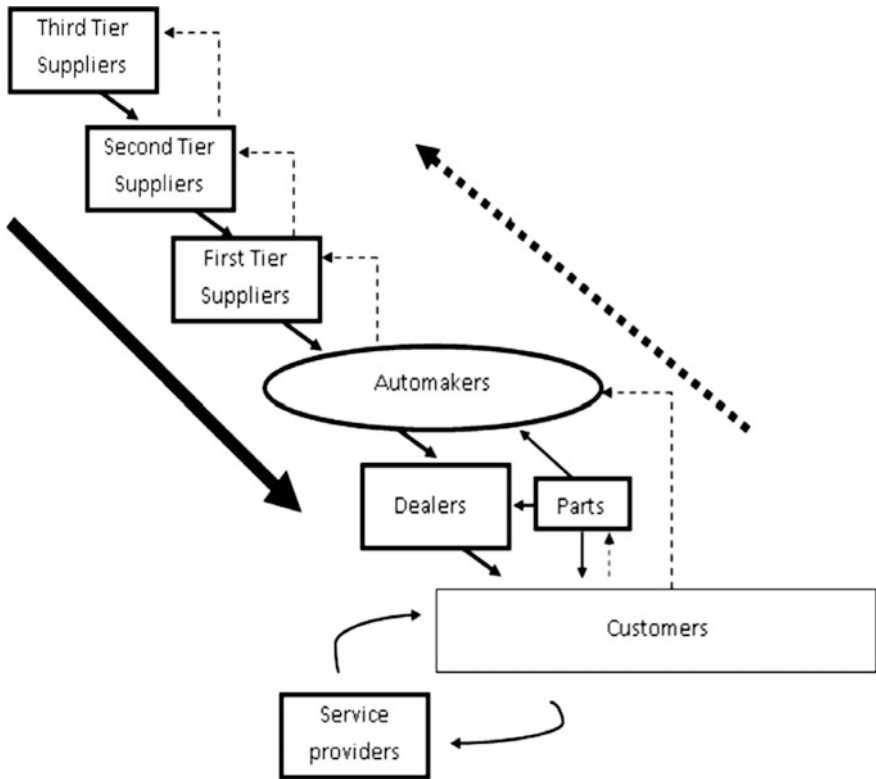 Third Tier
Suppliers
Second Tier
Suppliers
First Tier
Suppliers
Automakers
Dealers
Parts
Customers
Service
providers